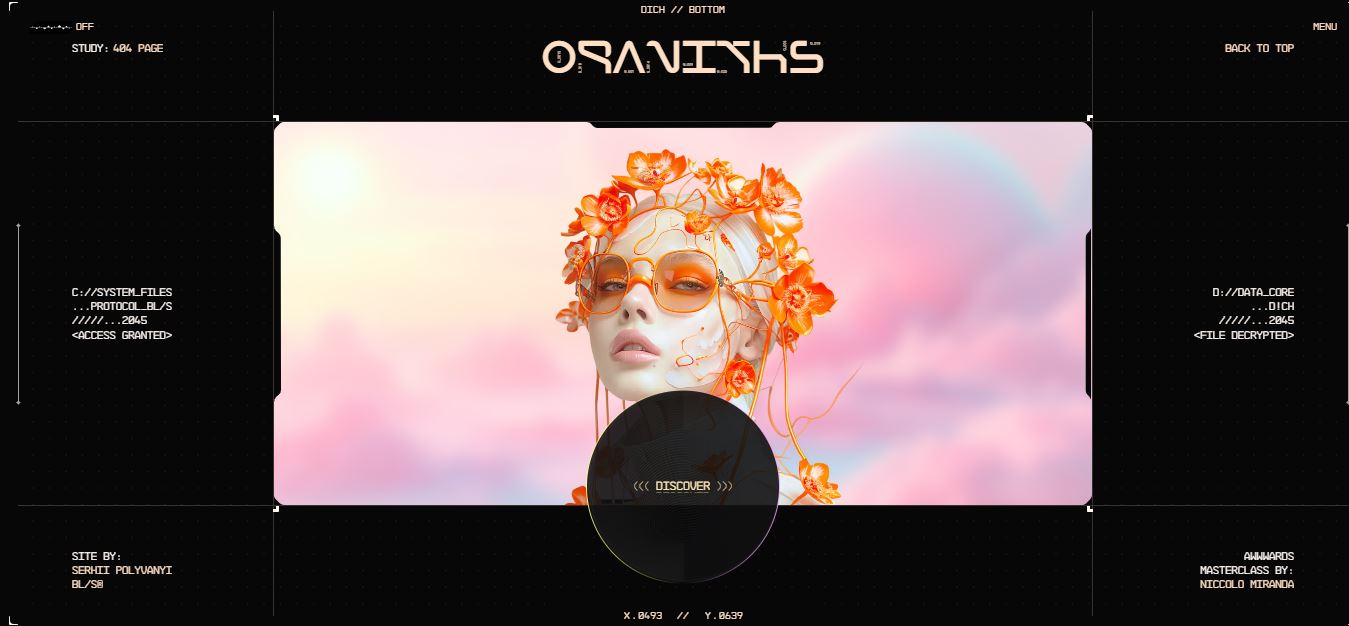 DICH // BOTTOM
OFF
MENU
STUDY: 404 PAGE
BACK TO TOP
C://SYSTEM_FILES
...PROTOCOL_BL/S
/////...2045
<ACCESS GRANTED>
D://DATA_CORE
...DICH
/////...2045
<FILE DECRYPTED>
‹‹‹ DISCOVER ›››
SITE BY:
SERHII POLYVANYI
BL/S®
AWWWARDS
MASTERCLASS BY:
NICCOLO MIRANDA
X.0493 // Y.0639